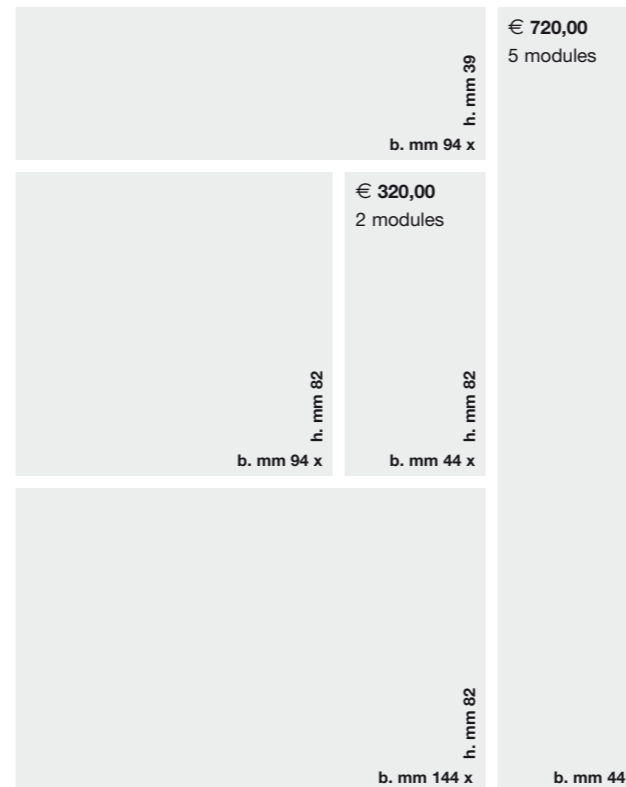 h. mm 39
b. mm 94 x
€ 720,00
5 modules
h. mm 82
b. mm 94 x
€ 320,00
2 modules
h. mm 82
b. mm 44 x
h. mm 82
b. mm 144 x
b. mm 44